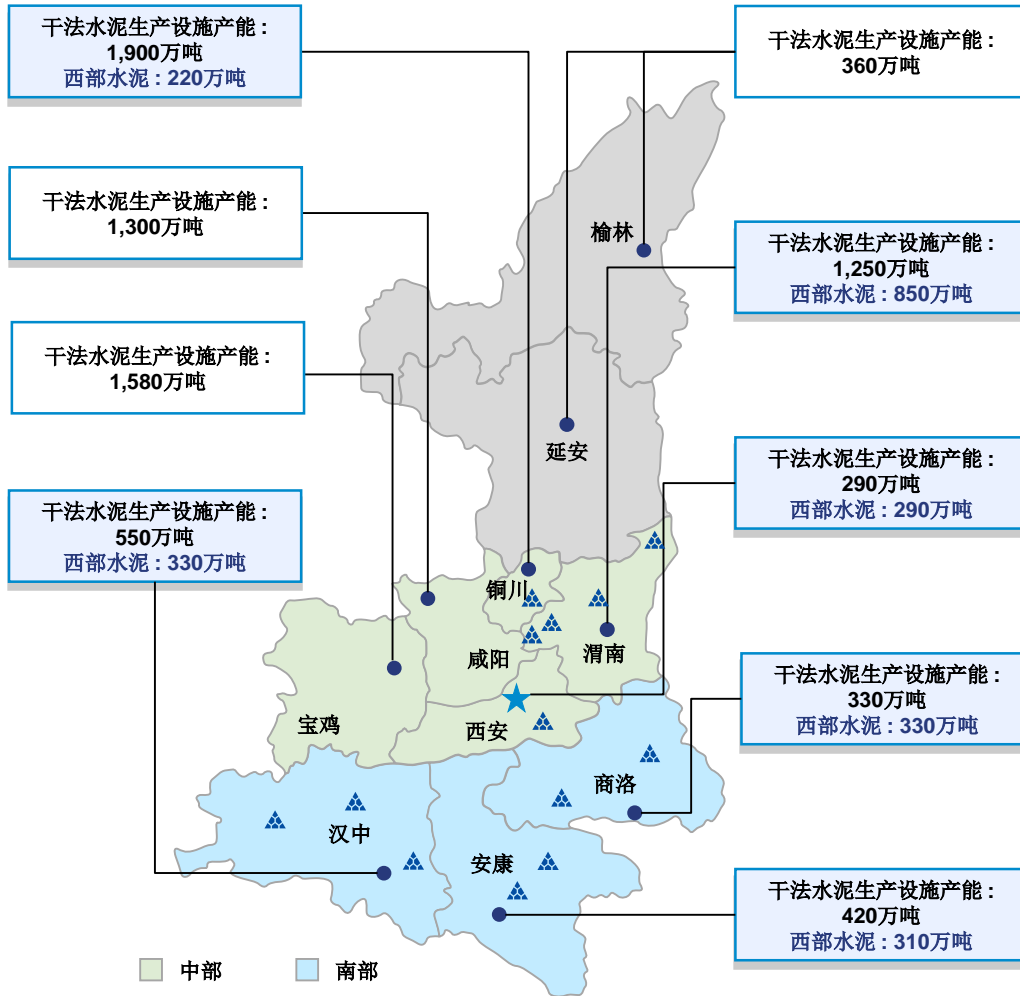 干法水泥生产设施产能：
1,900万吨
西部水泥：220万吨
干法水泥生产设施产能：
360万吨
干法水泥生产设施产能：
1,300万吨
干法水泥生产设施产能：
1,250万吨
西部水泥：850万吨
干法水泥生产设施产能：
1,580万吨
干法水泥生产设施产能：
290万吨
西部水泥：290万吨
干法水泥生产设施产能：
550万吨
西部水泥：330万吨
干法水泥生产设施产能：
330万吨
西部水泥：330万吨
干法水泥生产设施产能：
420万吨
西部水泥：310万吨
榆林
延安
铜川
咸阳
渭南
宝鸡
西安
商洛
汉中
安康
中部
南部